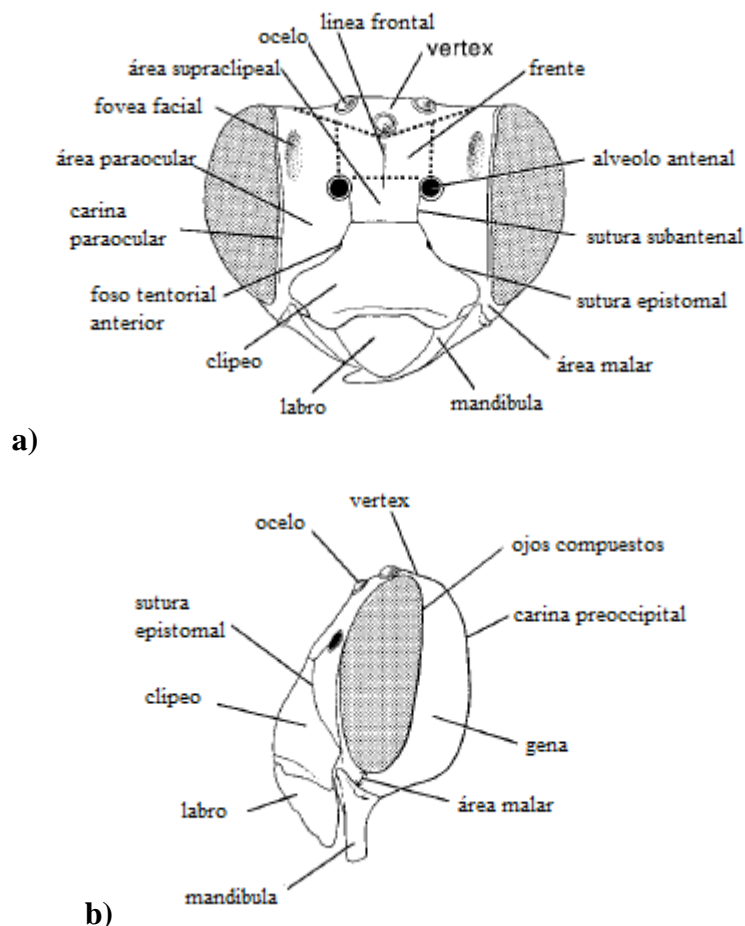 linea frontal
ocelo
vertex
área supraclipeal
frente
fovea facial
área paraocular
alveolo antenal
carina
paraocular
sutura subantenal
foso tentorial
anterior
sutura epistomal
clipeo
área malar
labro
mandibula
a)
vertex
ocelo
ojos compuestos
sutura
epistomal
carina preoccipital
clipeo
gena
labro
área malar
mandibula
b)